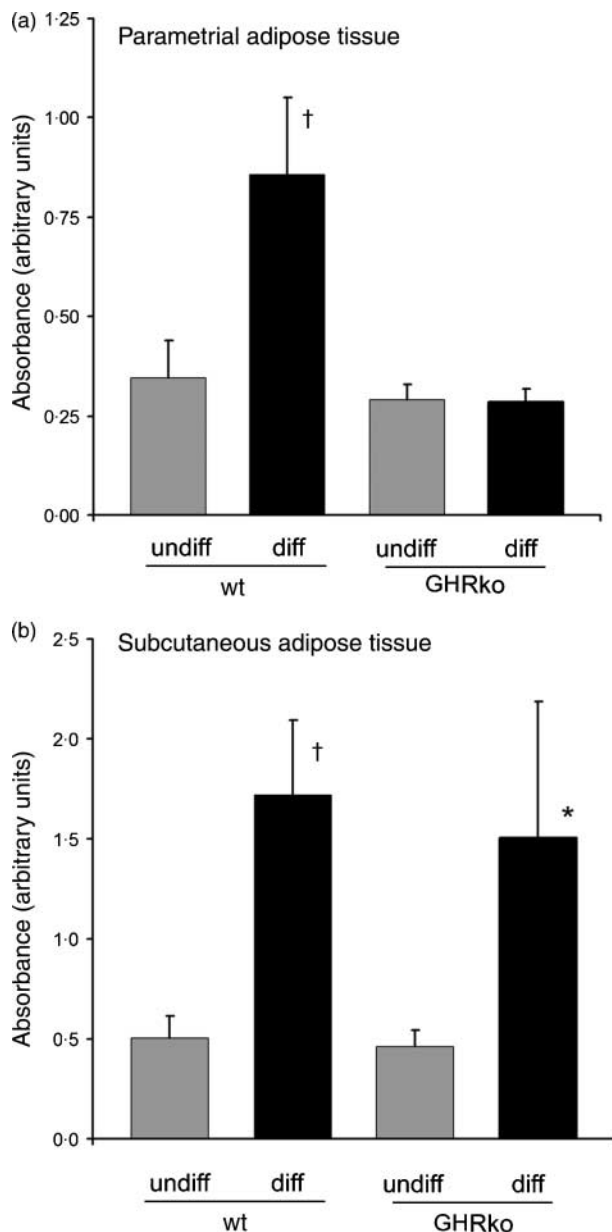 (a)
Parametrial adipose tissue
Absorbance (arbitrary units)
1·25
1·00
0·75
0·50
0·25
0·00
†
undiff diff undiff diff
wt GHRko
(b)
Subcutaneous adipose tissue
Absorbance (arbitrary units)
2·5
2·0
1·5
1·0
0·5
0·0
†
*
undiff diff undiff diff
wt GHRko